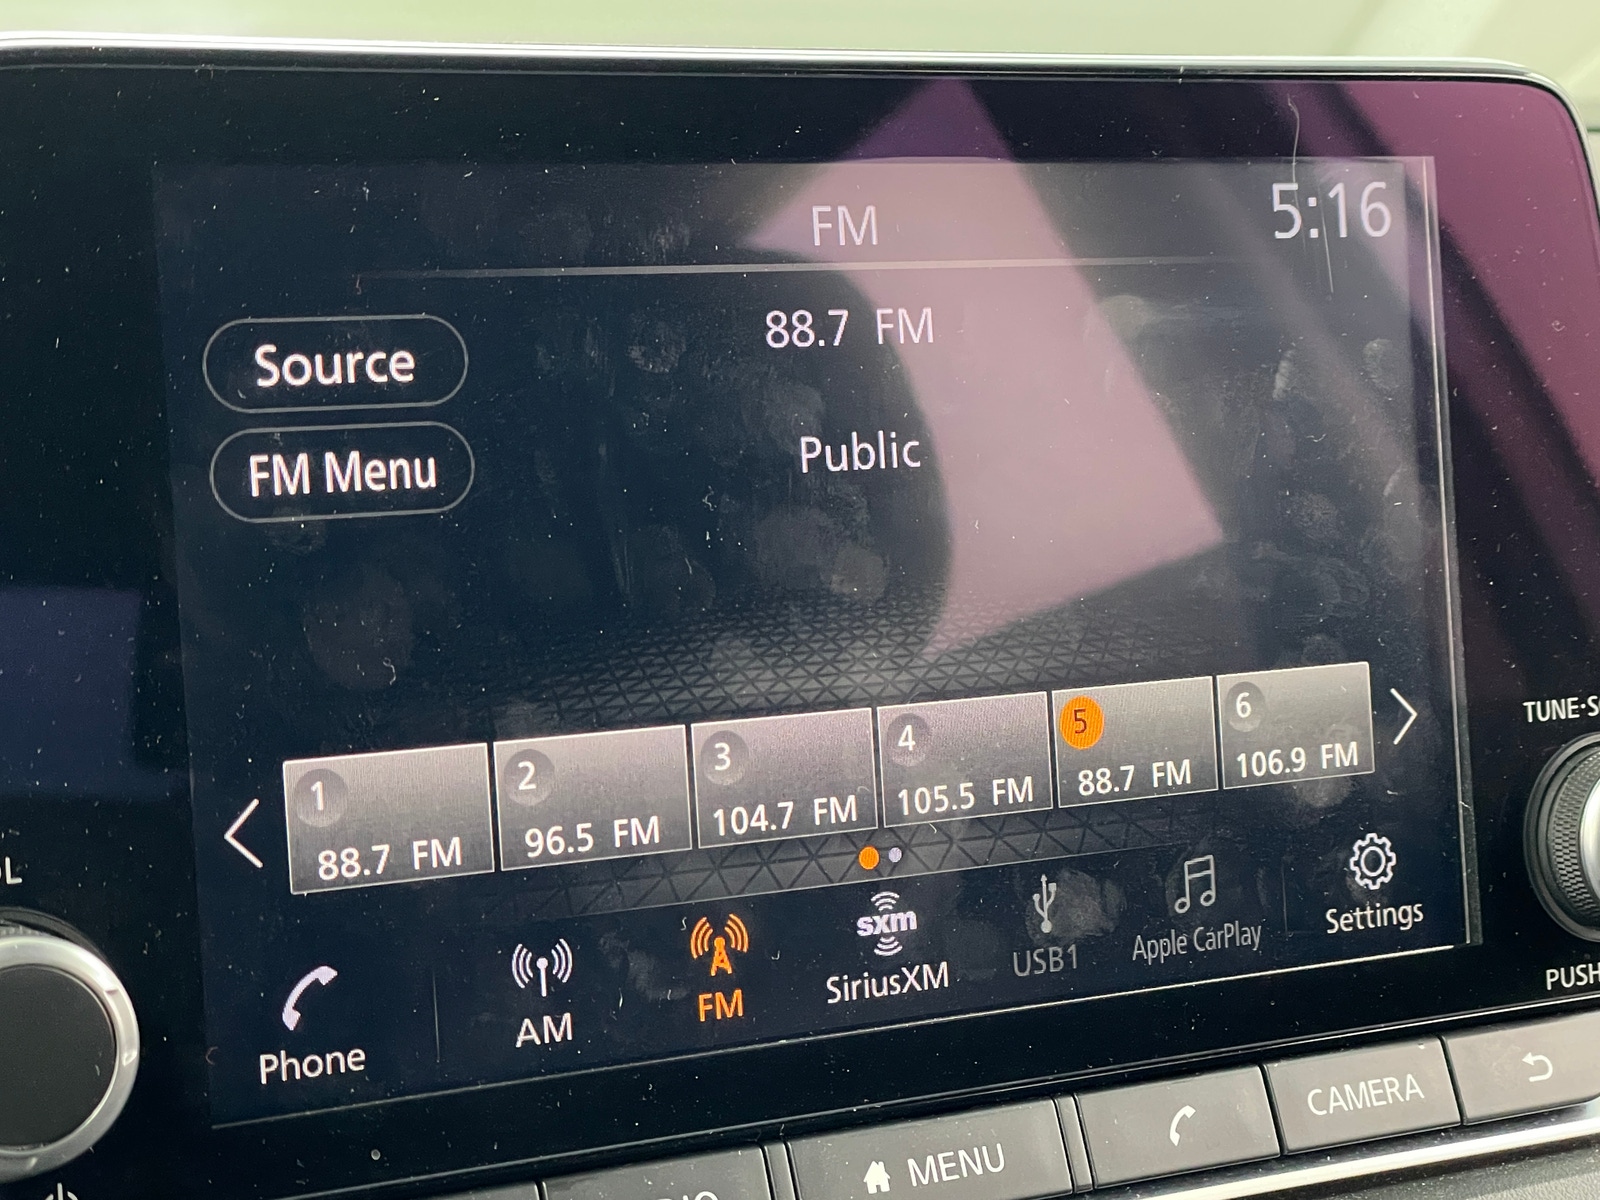 FM
5:16
Source
88.7 FM
FM Menu
Public
1
88.7 FM
2
96.5 FM
3
104.7 FM
4
105.5 FM
5
88.7 FM
6
106.9 FM
Phone
AM
FM
sxm
SiriusXM
USB1
Apple CarPlay
Settings
MENU
CAMERA
PUSH